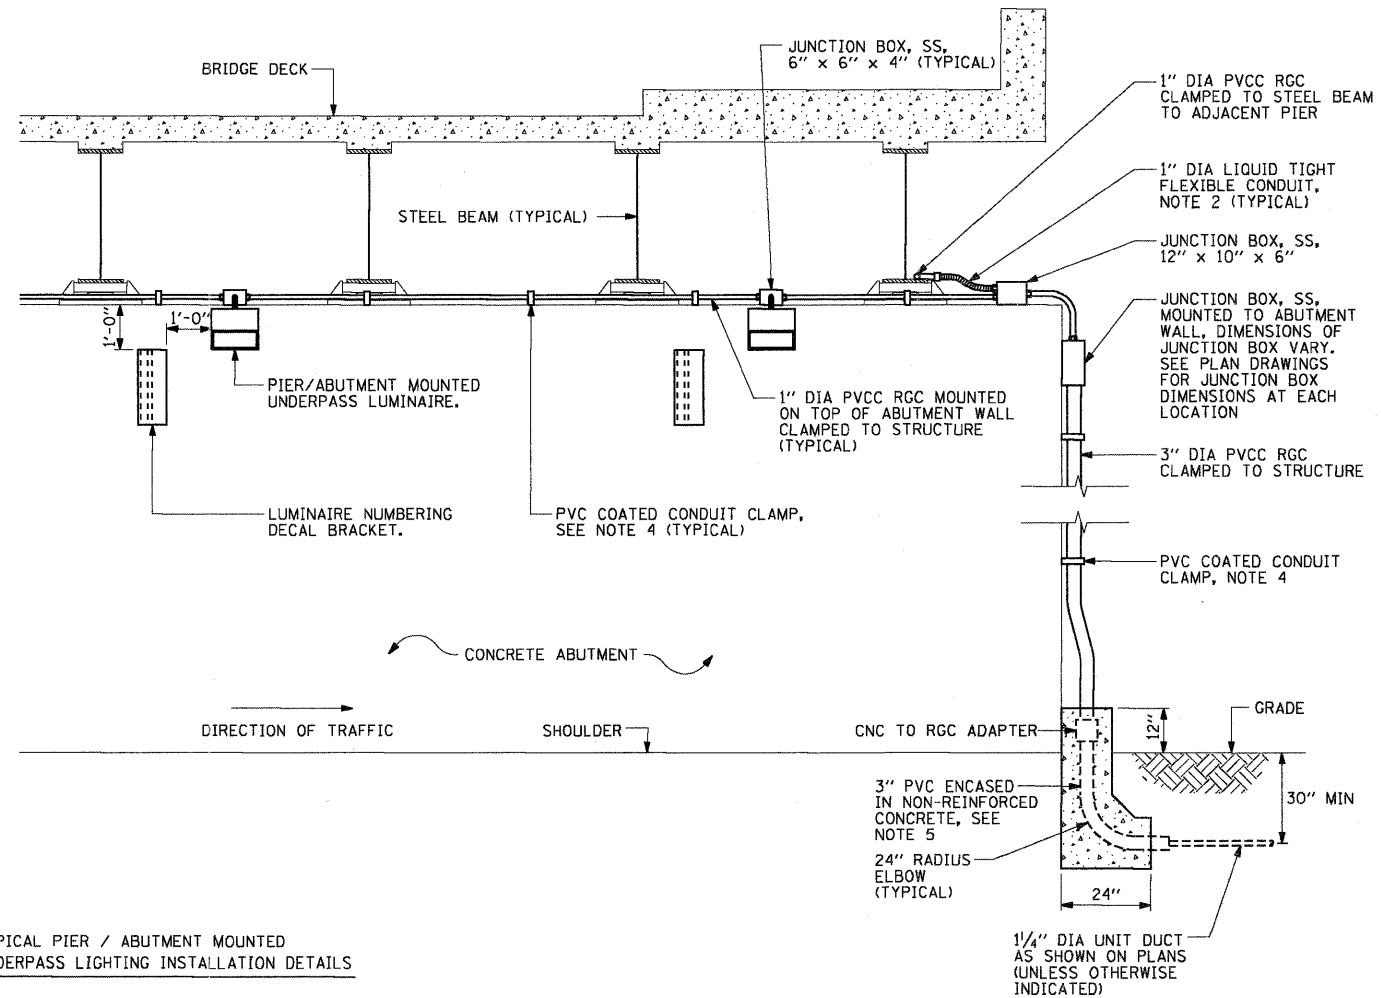 BRIDGE DECK
JUNCTION BOX, SS,
6" x 6" x 4" (TYPICAL)
1" DIA PVCC RGC
CLAMPED TO STEEL BEAM
TO ADJACENT PIER
1" DIA LIQUID TIGHT
FLEXIBLE CONDUIT,
NOTE 2 (TYPICAL)
STEEL BEAM (TYPICAL)
JUNCTION BOX, SS,
12" x 10" x 6"
JUNCTION BOX, SS,
MOUNTED TO ABUTMENT
WALL, DIMENSIONS OF
JUNCTION BOX VARY.
SEE PLAN DRAWINGS
FOR JUNCTION BOX
DIMENSIONS AT EACH
LOCATION
1'-0"
1'-0"
PIER/ABUTMENT MOUNTED
UNDERPASS LUMINAIRE.
1" DIA PVCC RGC MOUNTED
ON TOP OF ABUTMENT WALL
CLAMPED TO STRUCTURE
(TYPICAL)
3" DIA PVCC RGC
CLAMPED TO STRUCTURE
LUMINAIRE NUMBERING
DECAL BRACKET.
PVC COATED CONDUIT CLAMP,
SEE NOTE 4 (TYPICAL)
PVC COATED CONDUIT
CLAMP, NOTE 4
CONCRETE ABUTMENT
DIRECTION OF TRAFFIC
SHOULDER
CNC TO RGC ADAPTER
12"
GRADE
3" PVC ENCASED
IN NON-REINFORCED
CONCRETE, SEE
NOTE 5
30" MIN
24" RADIUS
ELBOW
(TYPICAL)
24"
1 1/4" DIA UNIT DUCT
AS SHOWN ON PLANS
(UNLESS OTHERWISE
INDICATED)
PICAL PIER / ABUTMENT MOUNTED
DERPASS LIGHTING INSTALLATION DETAILS